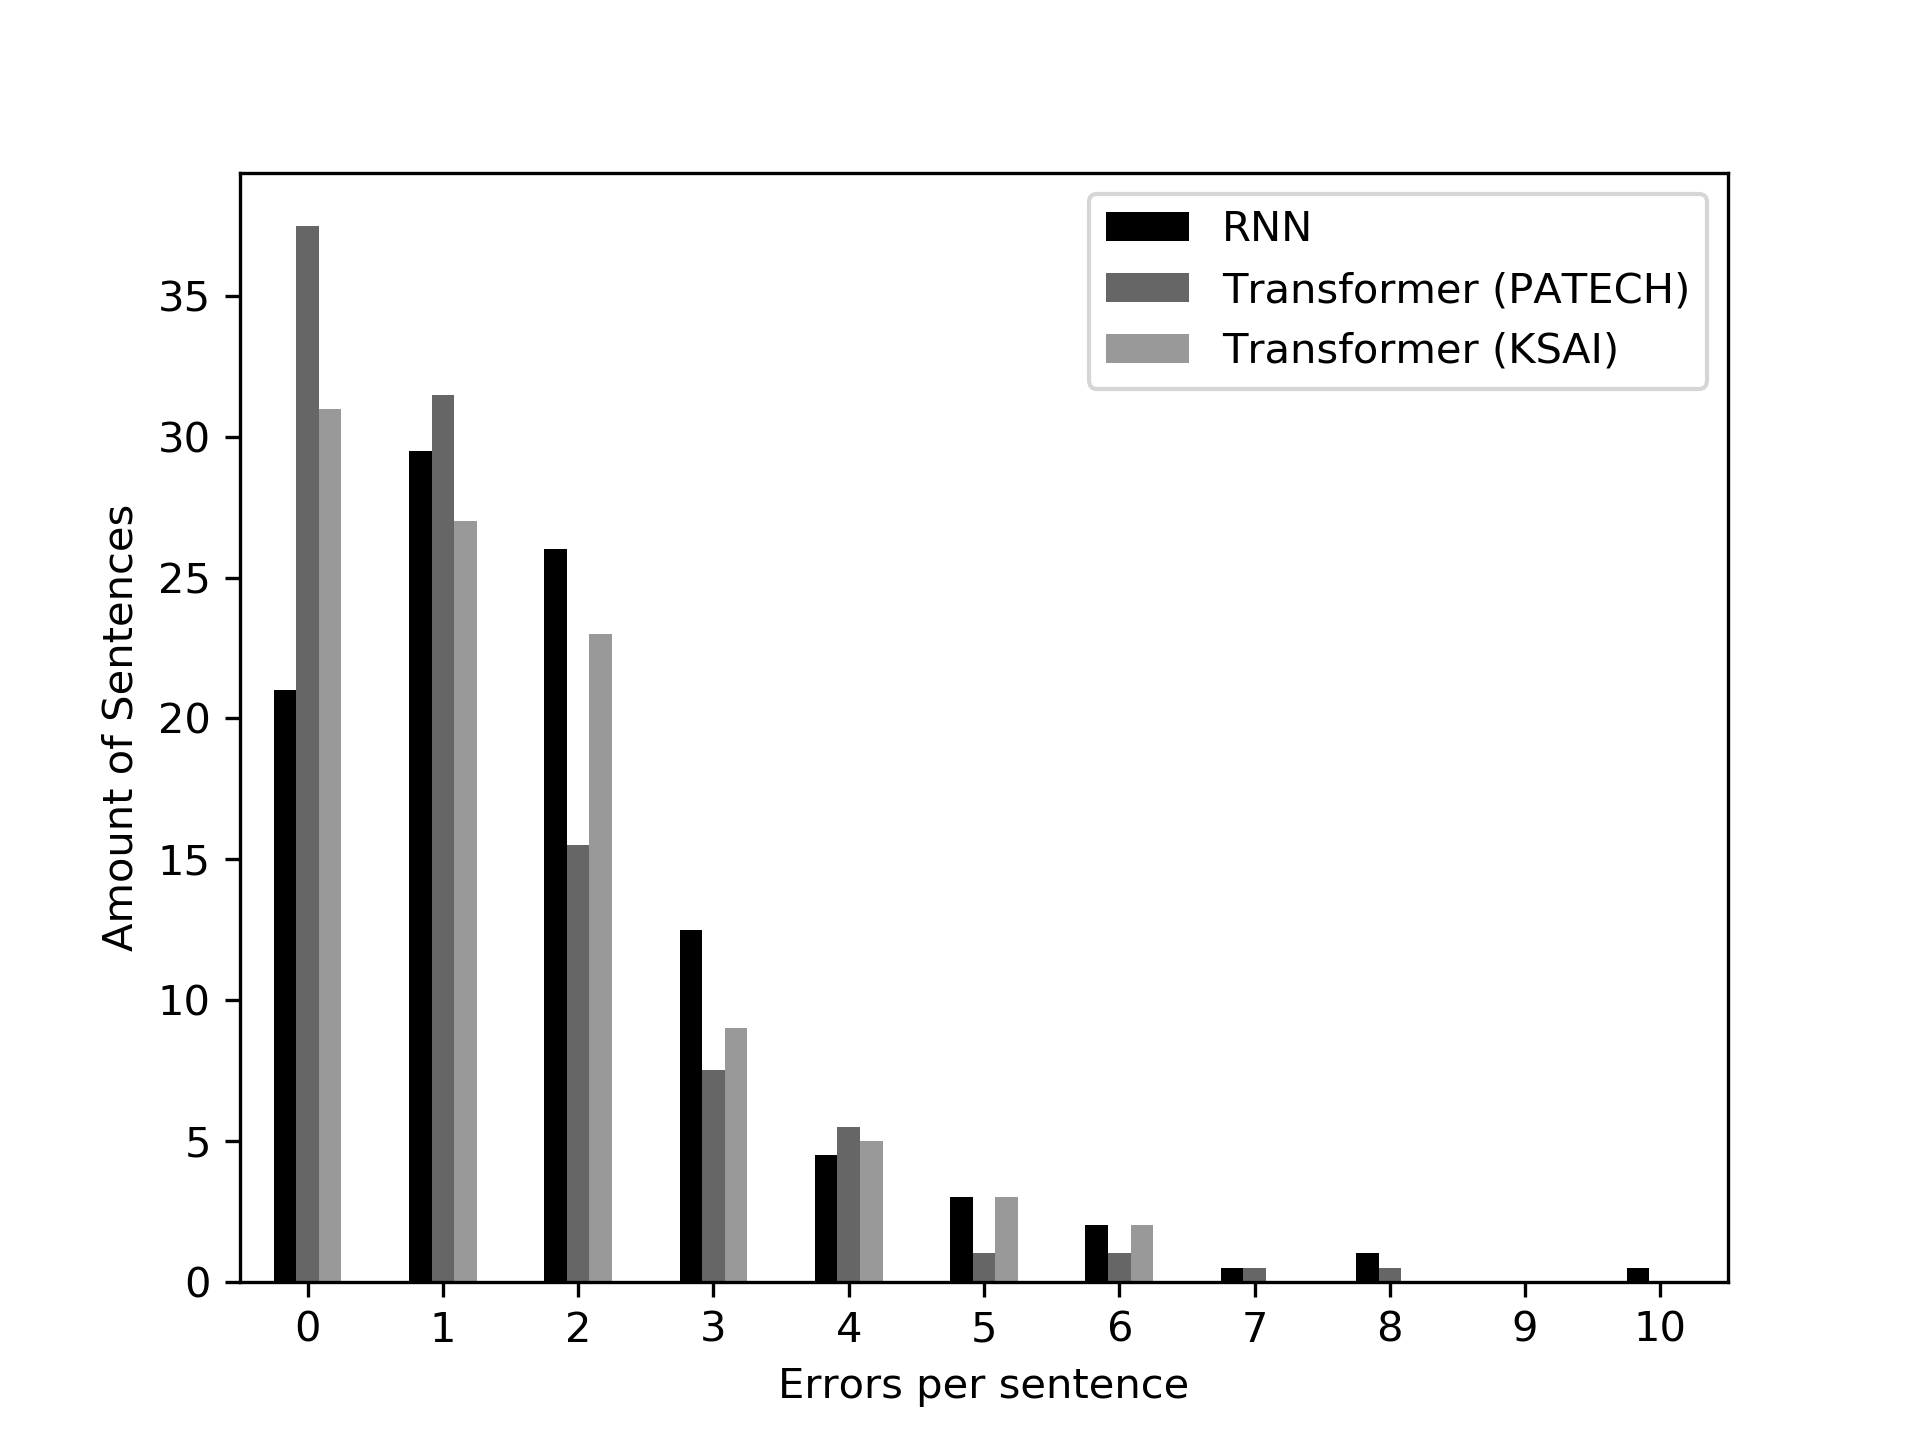 RNN
Transformer (PATECH)
Transformer (KSAI)
35
30
25
20
15
10
5
0
Amount of Sentences
0 1 2 3 4 5 6 7 8 9 10
Errors per sentence